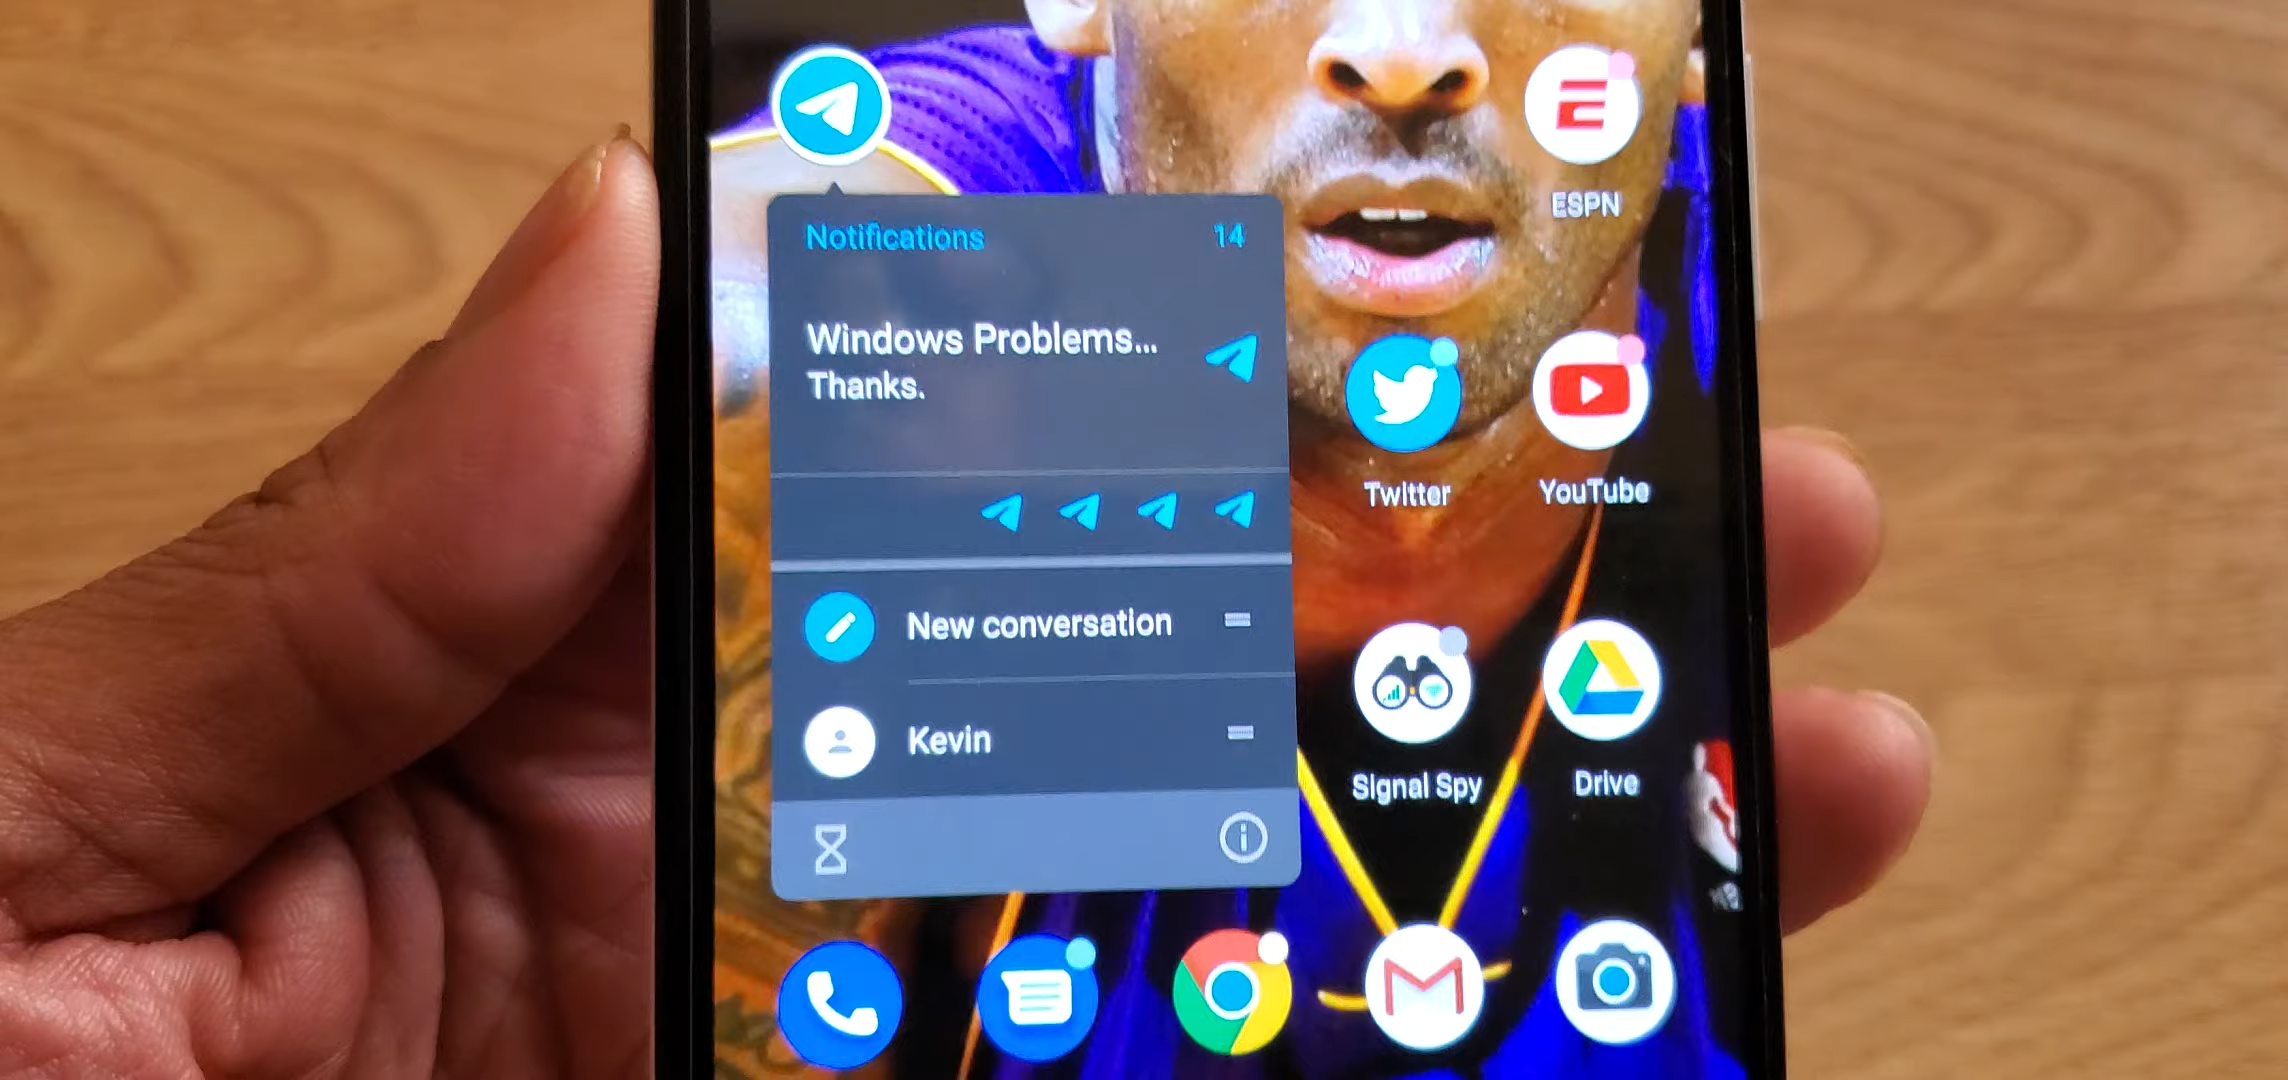 Notifications 14
Windows Problems...
Thanks.
New conversation
Kevin
ESPN
Twitter
YouTube
Signal Spy
Drive